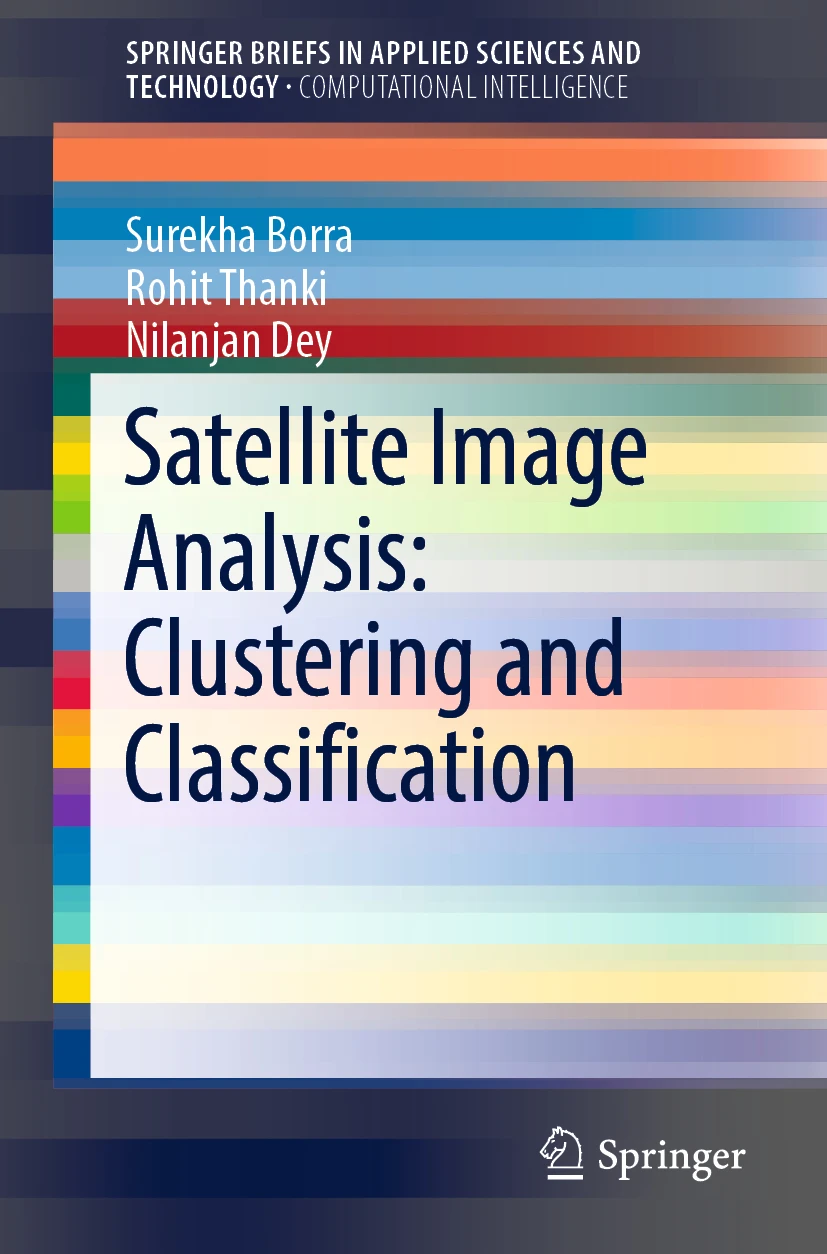 SPRINGER BRIEFS IN APPLIED SCIENCES AND
TECHNOLOGY · COMPUTATIONAL INTELLIGENCE
Surekha Borra
Rohit Thanki
Nilanjan Dey
Satellite Image
Analysis:
Clustering and
Classification
Springer